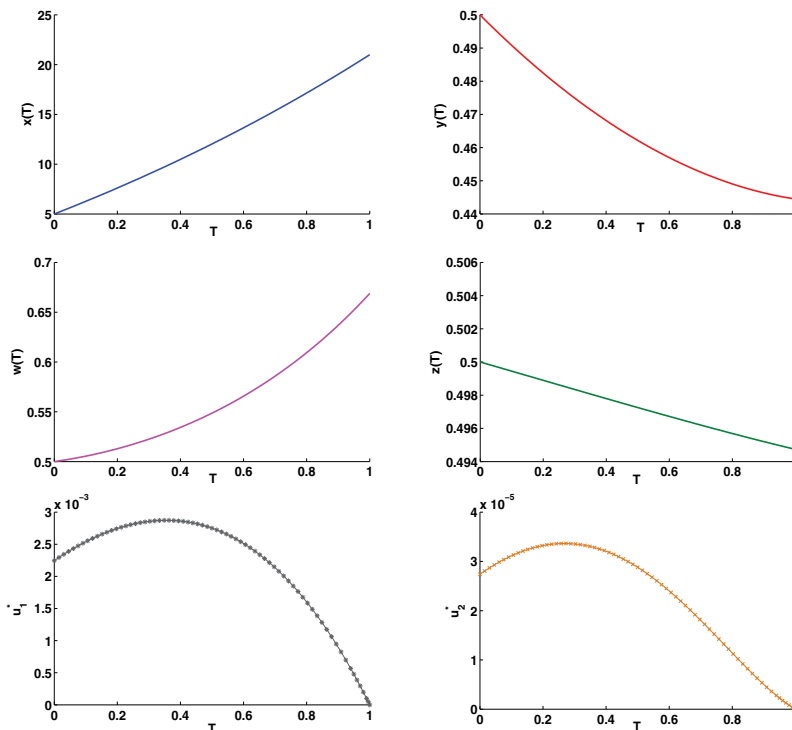 25
20
15
10
5
x(T)
0 0.2 0.4 0.6 0.8 1
T
0.5
0.49
0.48
0.47
0.46
0.45
0.44
y(T)
0 0.2 0.4 0.6 0.8
T
0.7
0.65
0.6
0.55
0.5
w(T)
0 0.2 0.4 0.6 0.8 1
T
0.506
0.504
0.502
0.5
0.498
0.496
0.494
z(T)
0 0.2 0.4 0.6 0.8
T
x 10⁻³
3
2.5
2
1.5
1
0.5
0
u₁*
0 0.2 0.4 0.6 0.8 1
T
x 10⁻⁵
4
3
2
1
0
u₂*
0 0.2 0.4 0.6 0.8
T